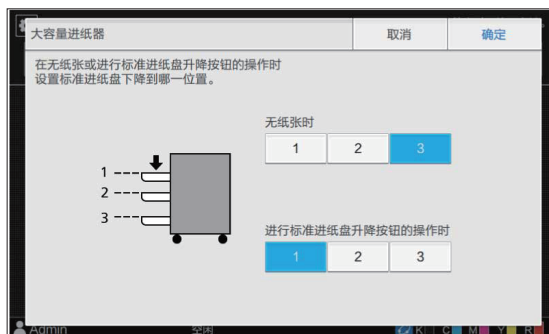 大容量进纸器
取消
确定
在无纸张或进行标准进纸盘升降按钮的操作时
设置标准进纸盘下降到哪一位置。
无纸张时
1 2 3
1
2
3
进行标准进纸盘升降按钮的操作时
1 2 3
Admin
空闲
K C M Y R